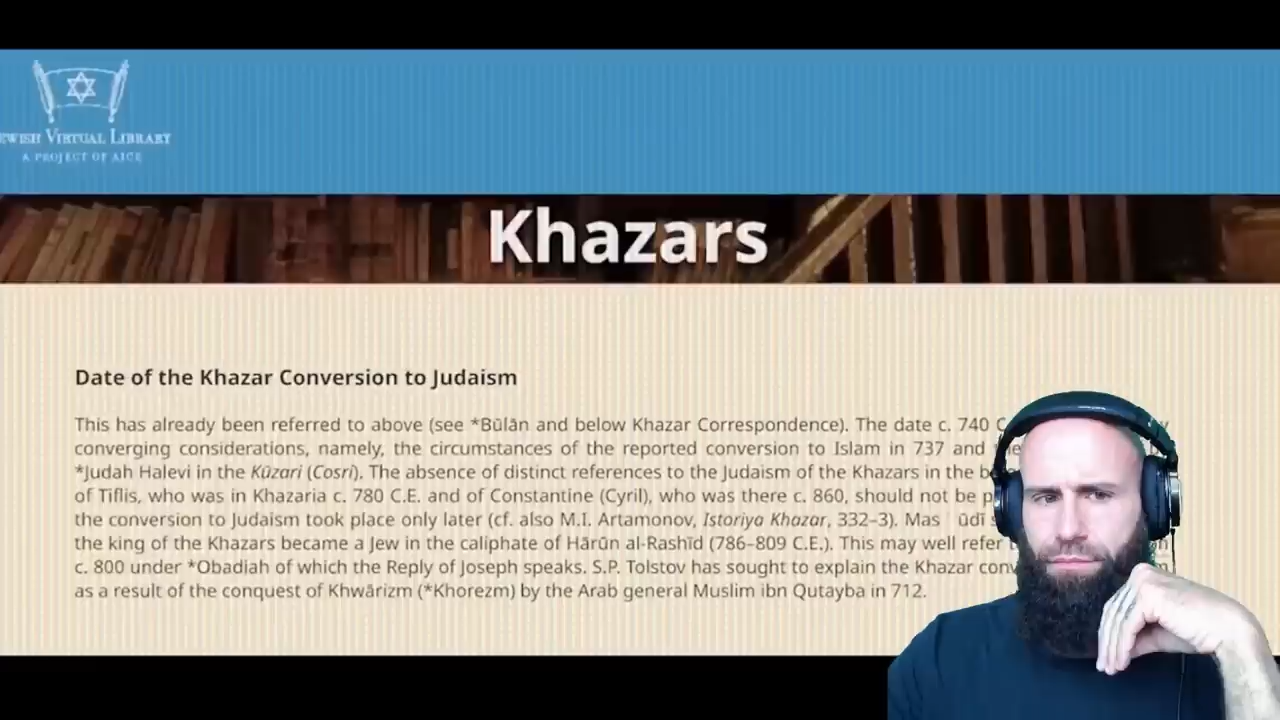 EWISH VIRTUAL LIBRARY
A PROJECT OF AICE
Khazars
Date of the Khazar Conversion to Judaism
This has already been referred to above (see *Būlān and below Khazar Correspondence). The date c. 740 C
converging considerations, namely, the circumstances of the reported conversion to Islam in 737 and
*Judah Halevi in the Kūzari (Cosri). The absence of distinct references to the Judaism of the Khazars in the
of Tiflis, who was in Khazaria c. 780 C.E. and of Constantine (Cyril), who was there c. 860, should not be
the conversion to Judaism took place only later (cf. also M.I. Artamonov, Istoriya Khazar, 332–3). Mas ūdī
the king of the Khazars became a Jew in the caliphate of Hārūn al-Rashīd (786–809 C.E.). This may well refer
c. 800 under *Obadiah of which the Reply of Joseph speaks. S.P. Tolstov has sought to explain the Khazar
as a result of the conquest of Khwārizm (*Khorezm) by the Arab general Muslim ibn Qutayba in 712.